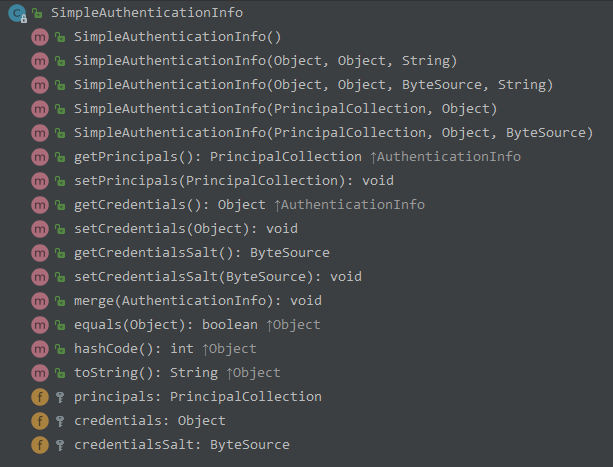 SimpleAuthenticationInfo
SimpleAuthenticationInfo()
SimpleAuthenticationInfo(Object, Object, String)
SimpleAuthenticationInfo(Object, Object, ByteSource, String)
SimpleAuthenticationInfo(PrincipalCollection, Object)
SimpleAuthenticationInfo(PrincipalCollection, Object, ByteSource)
getPrincipals(): PrincipalCollection ↑AuthenticationInfo
setPrincipals(PrincipalCollection): void
getCredentials(): Object ↑AuthenticationInfo
setCredentials(Object): void
getCredentialsSalt(): ByteSource
setCredentialsSalt(ByteSource): void
merge(AuthenticationInfo): void
equals(Object): boolean ↑Object
hashCode(): int ↑Object
toString(): String ↑Object
principals: PrincipalCollection
credentials: Object
credentialsSalt: ByteSource